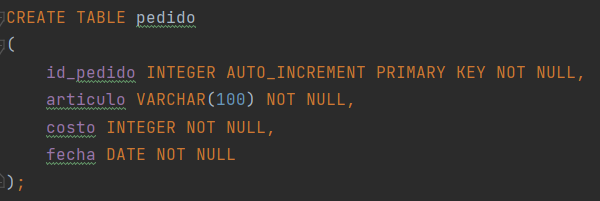 CREATE TABLE pedido
(
    id_pedido INTEGER AUTO_INCREMENT PRIMARY KEY NOT NULL,
    articulo VARCHAR(100) NOT NULL,
    costo INTEGER NOT NULL,
    fecha DATE NOT NULL
);